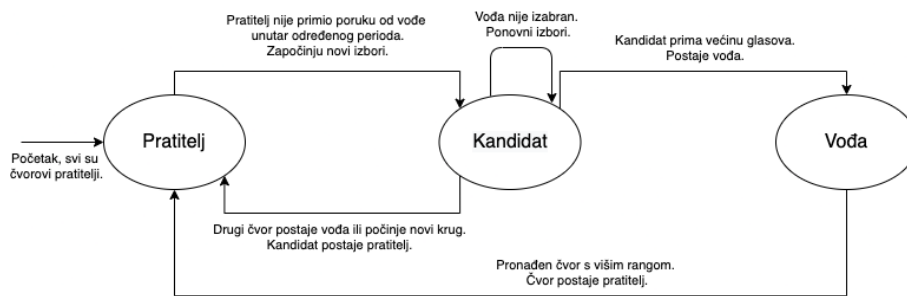 Pratitelj nije primio poruku od vođe
unutar određenog perioda.
Započinju novi izbori.
Vođa nije izabran.
Ponovni izbori.
Kandidat prima većinu glasova.
Postaje vođa.
Početak, svi su
čvorovi pratitelji.
Pratitelj
Kandidat
Vođa
Drugi čvor postaje vođa ili počinje novi krug.
Kandidat postaje pratitelj.
Pronađen čvor s višim rangom.
Čvor postaje pratitelj.